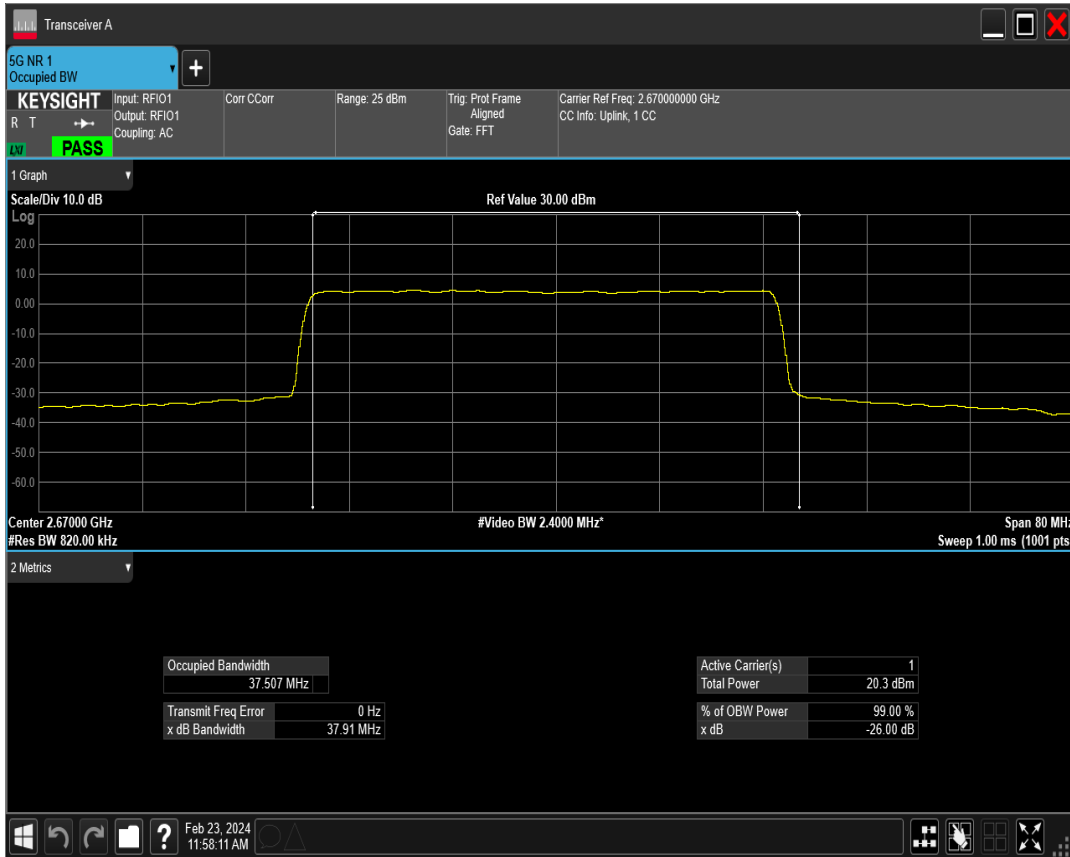 Transceiver A
5G NR 1
Occupied BW
KEYSIGHT
R T
LXI
PASS
Input: RFIO1
Output: RFIO1
Coupling: AC
Corr CCorr
Range: 25 dBm
Trig: Prot Frame
Aligned
Gate: FFT
Carrier Ref Freq: 2.670000000 GHz
CC Info: Uplink, 1 CC
1 Graph
Scale/Div 10.0 dB
Ref Value 30.00 dBm
Log
20.0
10.0
0.00
-10.0
-20.0
-30.0
-40.0
-50.0
-60.0
Center 2.67000 GHz
#Video BW 2.4000 MHz*
Span 80 MHz
#Res BW 820.00 kHz
Sweep 1.00 ms (1001 pts
2 Metrics
Occupied Bandwidth
37.507 MHz
Transmit Freq Error 0 Hz
x dB Bandwidth 37.91 MHz
Active Carrier(s) 1
Total Power 20.3 dBm
% of OBW Power 99.00 %
x dB -26.00 dB
?
Feb 23, 2024
11:58:11 AM